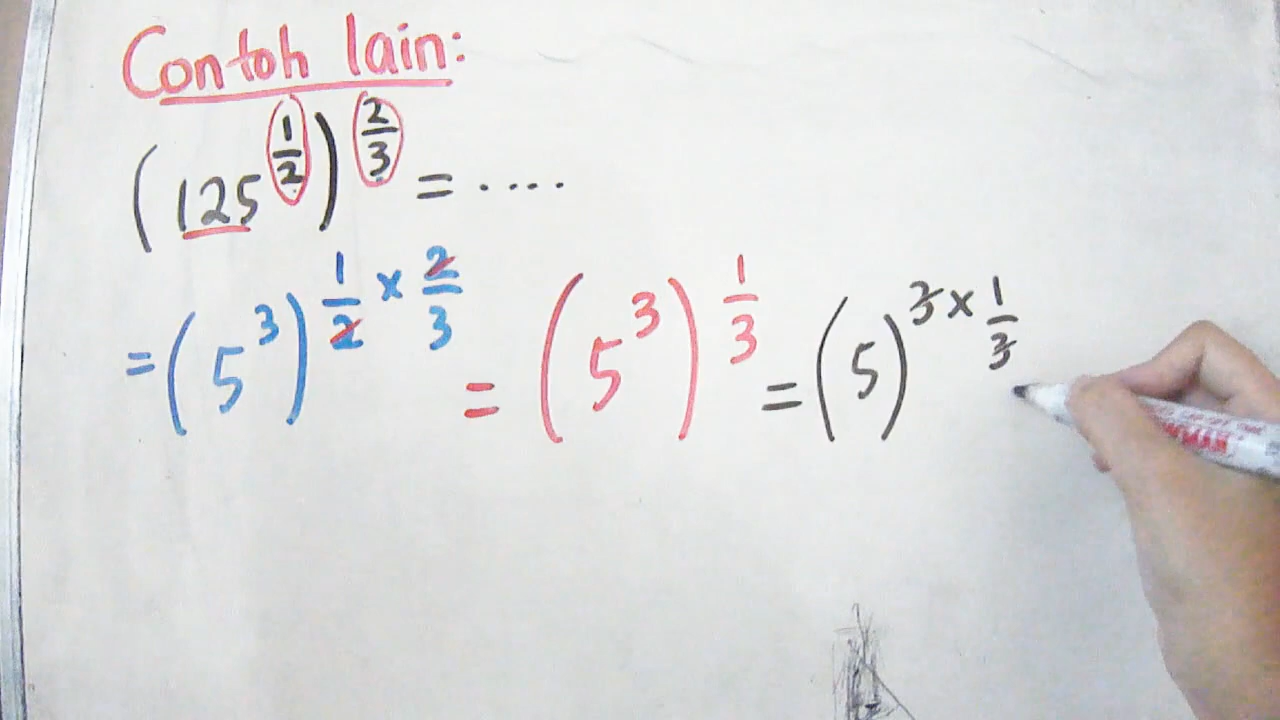 Contoh lain:
(125^(1/2))^(2/3) = ....
= (5^3)^(1/2 × 2/3) = (5^3)^(1/3) = (5)^(3 × 1/3)